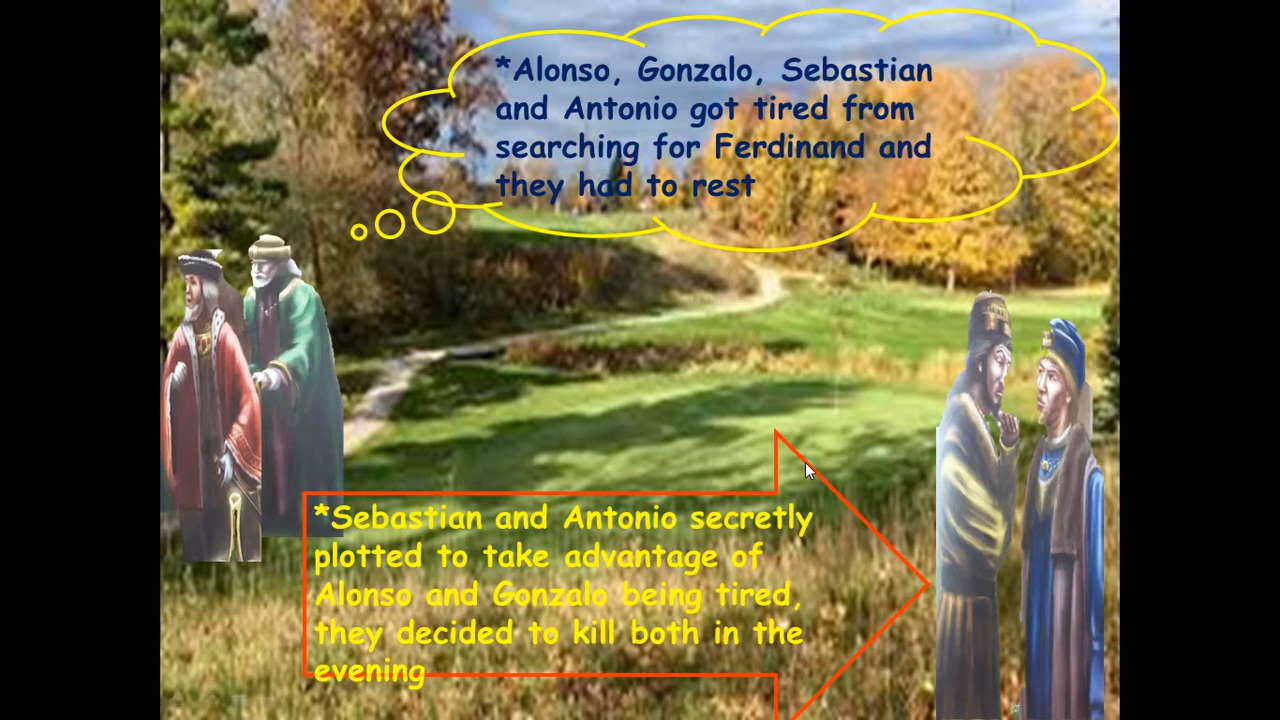 *Alonso, Gonzalo, Sebastian
and Antonio got tired from
searching for Ferdinand and
they had to rest
*Sebastian and Antonio secretly
plotted to take advantage of
Alonso and Gonzalo being tired,
they decided to kill both in the
evening